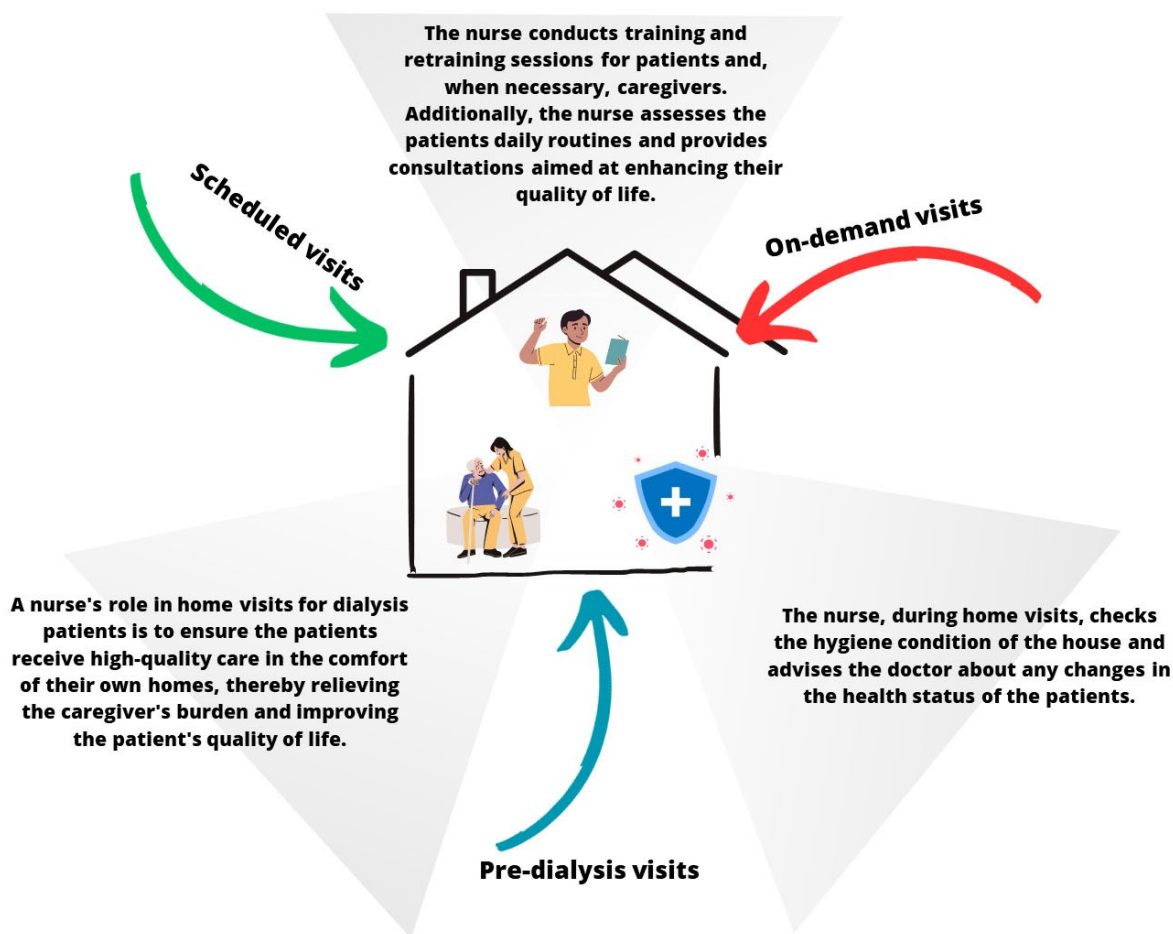 The nurse conducts training and
retraining sessions for patients and,
when necessary, caregivers.
Additionally, the nurse assesses the
patients daily routines and provides
consultations aimed at enhancing their
quality of life.
Scheduled visits
On-demand visits
A nurse's role in home visits for dialysis
patients is to ensure the patients
receive high-quality care in the comfort
of their own homes, thereby relieving
the caregiver's burden and improving
the patient's quality of life.
The nurse, during home visits, checks
the hygiene condition of the house and
advises the doctor about any changes in
the health status of the patients.
Pre-dialysis visits